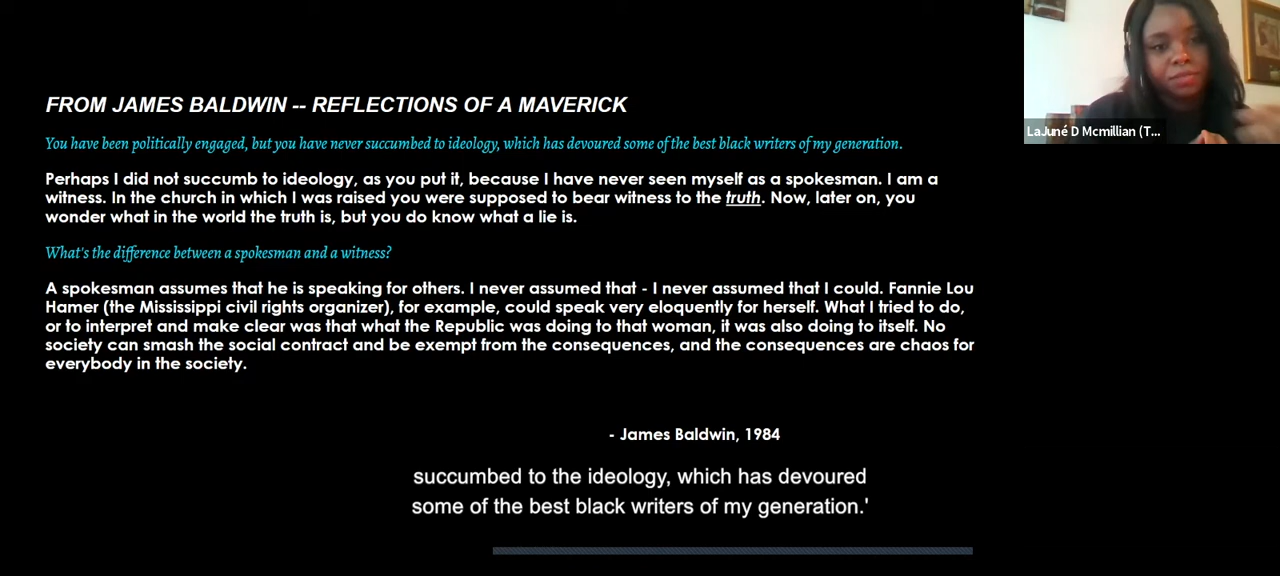 FROM JAMES BALDWIN -- REFLECTIONS OF A MAVERICK
You have been politically engaged, but you have never succumbed to ideology, which has devoured some of the best black writers of my generation.
Perhaps I did not succumb to ideology, as you put it, because I have never seen myself as a spokesman. I am a
witness. In the church in which I was raised you were supposed to bear witness to the truth. Now, later on, you
wonder what in the world the truth is, but you do know what a lie is.
What's the difference between a spokesman and a witness?
A spokesman assumes that he is speaking for others. I never assumed that - I never assumed that I could. Fannie Lou
Hamer (the Mississippi civil rights organizer), for example, could speak very eloquently for herself. What I tried to do,
or to interpret and make clear was that what the Republic was doing to that woman, it was also doing to itself. No
society can smash the social contract and be exempt from the consequences, and the consequences are chaos for
everybody in the society.
- James Baldwin, 1984
succumbed to the ideology, which has devoured
some of the best black writers of my generation.'
LaJuné D Mcmillian (T...